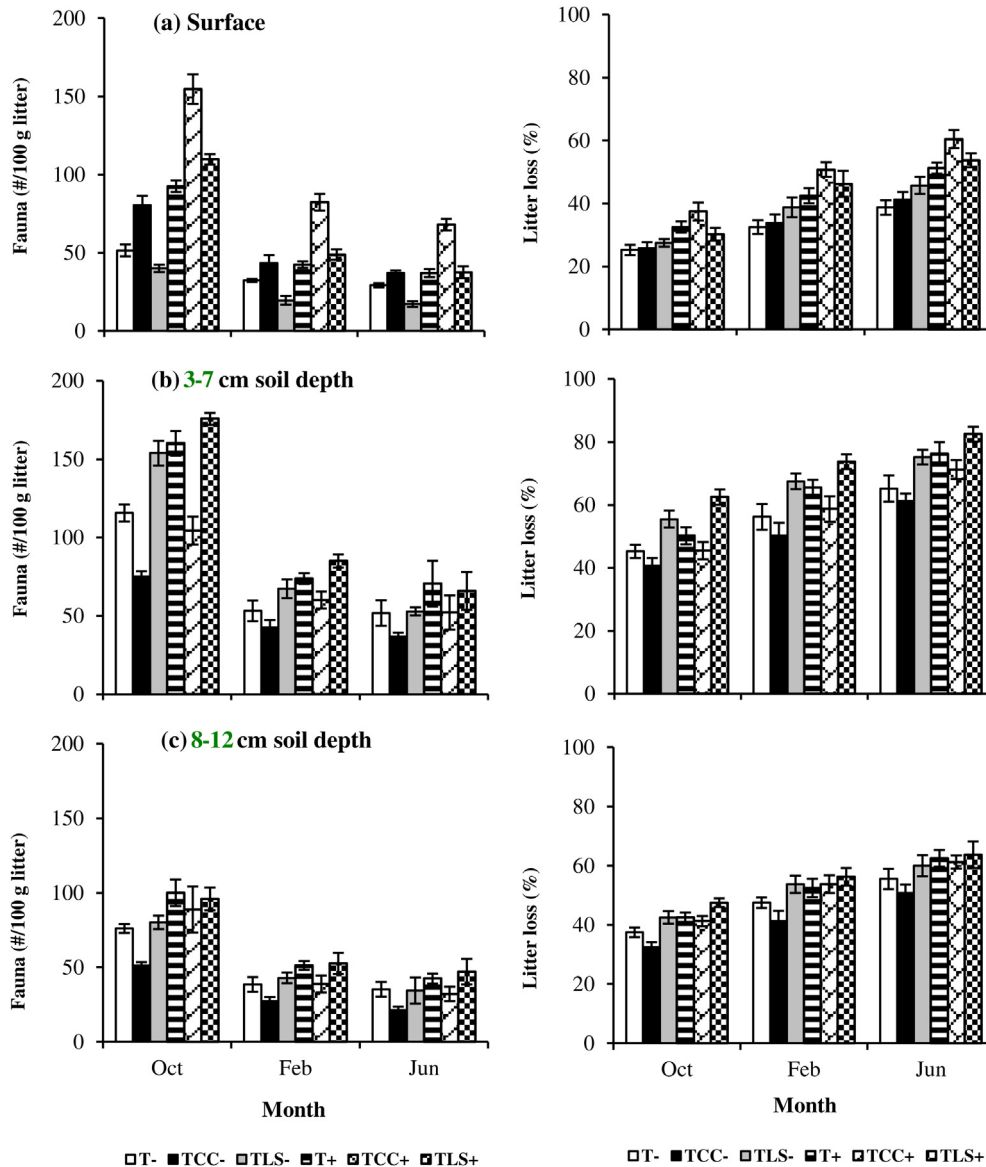 (a) Surface
Fauna (#/100 g litter)
200
150
100
50
0
Litter loss (%)
100
80
60
40
20
0
(b) 3-7 cm soil depth
Fauna (#/100 g litter)
200
150
100
50
0
Litter loss (%)
100
80
60
40
20
0
(c) 8-12 cm soil depth
Fauna (#/100 g litter)
200
150
100
50
0
Oct Feb Jun
Month
Litter loss (%)
100
80
60
40
20
0
Oct Feb Jun
Month
T- TCC- TLS- T+ TCC+ TLS+
T- TCC- TLS- T+ TCC+ TLS+